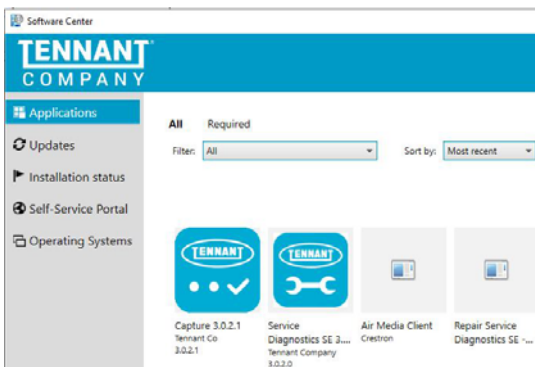 Software Center
TENNANT
COMPANY
Applications
Updates
Installation status
Self-Service Portal
Operating Systems
All Required
Filter: All Sort by: Most recent
TENNANT TENNANT
Capture 3.0.2.1
Tennant Co
3.0.2.1
Service
Diagnostics SE 3....
Tennant Company
3.0.2.0
Air Media Client
Crestron
Repair Service
Diagnostics SE -...